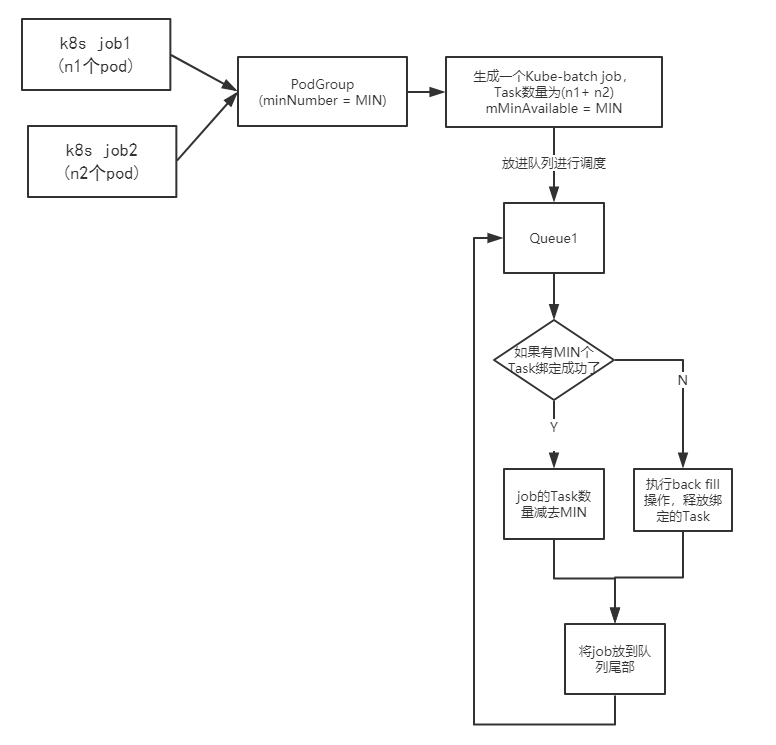 k8s job1
(n1个pod)
k8s job2
(n2个pod)
PodGroup
(minNumber = MIN)
生成一个Kube-batch job，
Task数量为(n1+ n2)
mMinAvailable = MIN
放进队列进行调度
Queue1
如果有MIN个
Task绑定成功了
Y
N
job的Task数
量减去MIN
执行back fill
操作，释放绑
定的Task
将job放到队
列尾部